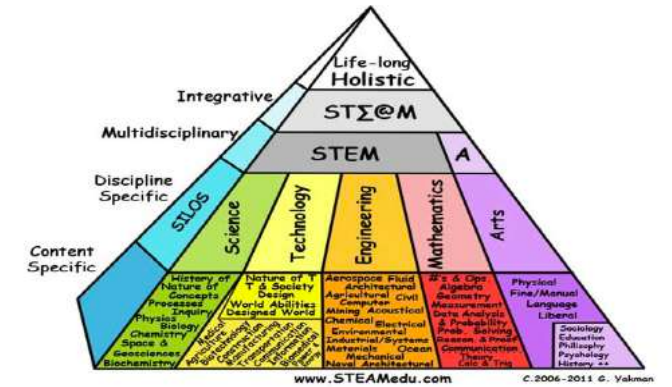 Life-long
Holistic
Integrative
ST∑@M
Multidisciplinary
STEM
A
Discipline
Specific
SILOS
Science
Technology
Engineering
Mathematics
Arts
Content
Specific
History of
Nature of
Concepts
Processes
Inquiry
Physics
Biology
Chemistry
Space &
Geosciences
Biochemistry
Nature of T
T & Society
Design
World Abilities
Designed World
Medical
Construction
Transportation
Aerospace Fluid
Architectural
Agricultural Civil
Computer
Mining Acoustical
Chemical
Electrical
Environmental
Industrial/Systems
Materials Ocean
Mechanical
Naval Architectural
#'s & Ops.
Algebra
Geometry
Measurement
Data Analysis
& Probability
Prob. Solving
Reason & Proof
Communication
Theory
Calc & Trig
Physical
Fine/Manual
Language
Liberal
Sociology
Education
Philosphy
Psychology
History ++
www.STEAMedu.com
C.2006-2011 G. Yakman